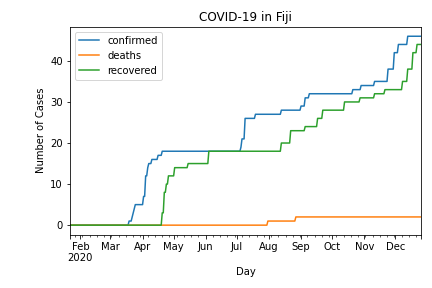 COVID-19 in Fiji
confirmed
deaths
recovered
Number of Cases
40
30
20
10
0
Feb Mar Apr May Jun Jul Aug Sep Oct Nov Dec
2020
Day